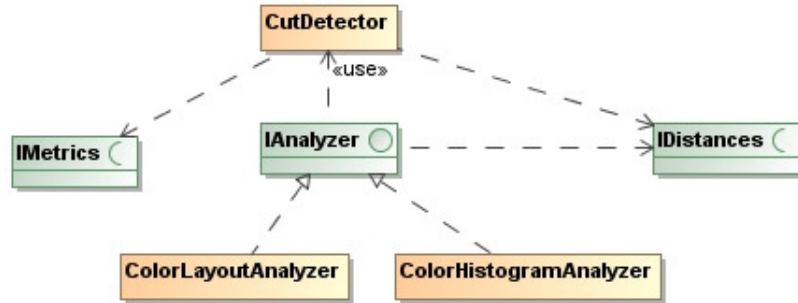 CutDetector
«use»
IMetrics
IAnalyzer
IDistances
ColorLayoutAnalyzer
ColorHistogramAnalyzer